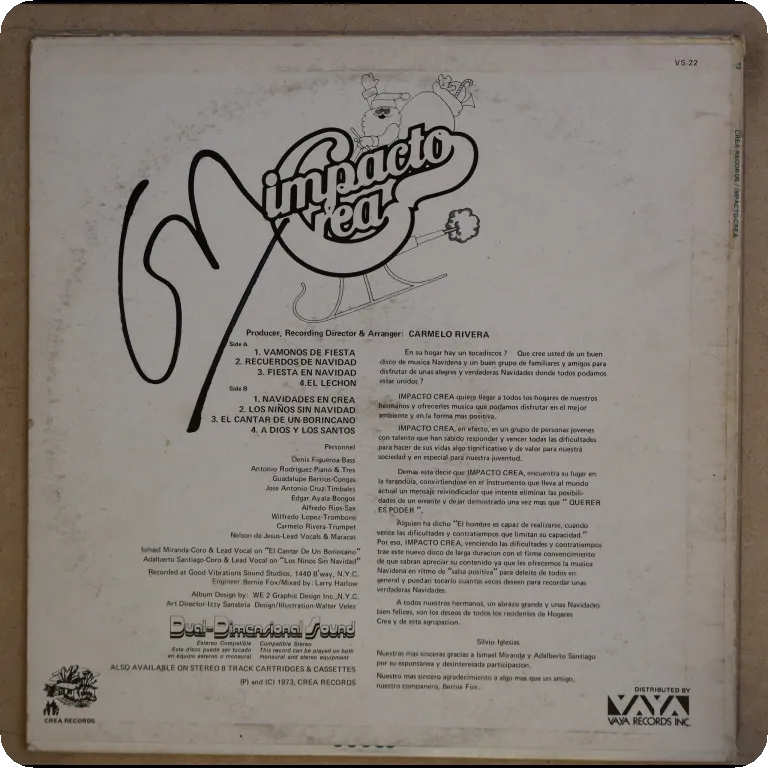 VS-22
impacto
Crea
CREA RECORDS / IMPACTO CREA
Producer, Recording Director & Arranger: CARMELO RIVERA
Side A
1. VAMONOS DE FIESTA
2. RECUERDOS DE NAVIDAD
3. FIESTA EN NAVIDAD
4.EL LECHON
Side B
1. NAVIDADES EN CREA
2. LOS NIÑOS SIN NAVIDAD
3. EL CANTAR DE UN BORINCANO
4. A DIOS Y LOS SANTOS
Personnel
Denis Figueroa-Bass
Antonio Rodriguez-Piano & Tres
Guadalupe Berrios-Congas
Jose Antonio Cruz-Timbales
Edgar Ayala-Bongos
Alfredo Rios-Sax
Wilfredo Lopez-Trombone
Carmelo Rivera-Trumpet
Nelson de Jesus-Lead Vocals & Maracas
Ismael Miranda-Coro & Lead Vocal on "El Cantar De Un Borincano"
Adalberto Santiago-Coro & Lead Vocal on "Los Ninos Sin Navidad"
Recorded at Good Vibrations Sound Studios, 1440 B'way, N.Y.C.
Engineer: Bernie Fox/Mixed by: Larry Harlow
Album Design by: WE 2 Graphic Design Inc., N.Y.C.
Art Director-Izzy Sanabria Design/Illustration-Walter Velez
Dual-Dimensional Sound
Estereo Compatible Compatible Stereo
Este disco puede ser tocado This record can be played on both
en equipo estereo o monaural monaural and stereo equipment
ALSO AVAILABLE ON STEREO 8 TRACK CARTRIDGES & CASSETTES
(P) and (C) 1973, CREA RECORDS
CREA RECORDS
En su hogar hay un tocadiscos ? Que cree usted de un buen
disco de musica Navidena y un buen grupo de familiares y amigos para
disfrutar de unas alegres y verdaderas Navidades donde todos podamos
estar unidos ?
IMPACTO CREA quiere llegar a todos los hogares de nuestros
hermanos y ofrecerles musica que podamos disfrutar en el mejor
ambiente y en la forma mas positiva.
IMPACTO CREA, en efecto, es un grupo de personas jovenes
con talento que han sabido responder y vencer todas las dificultades
para hacer de sus vidas algo significativo y de valor para nuestra
sociedad y en especial para nuestra juventud.
Demas esta decir que IMPACTO CREA, encuentra su lugar en
la farandula, convirtiendose en el instrumento que lleva al mundo
actual un mensaje reivindicador que intente eliminar las posibili-
dades de un errante y dejar demostrado una vez mas que "QUERER
ES PODER".
Alguien ha dicho "El hombre es capaz de realizarse, cuando
vence las dificultades y contratiempos que limitan su capacidad."
Por eso, IMPACTO CREA, venciendo las dificultades y contratiempos
trae este nuevo disco de larga duracion con el firme convencimiento
de que sabran apreciar su contenido ya que les ofrecemos la musica
Navidena en ritmo de "salsa positiva" para deleite de todos en
general y puedan tocarlo cuantas veces deseen para recordar unas
verdaderas Navidades.
A todos nuestros hermanos, un abrazo grande y unas Navidades
bien felices, son los deseos de todos los residentes de Hogares
Crea y de esta agrupacion.
Silvio Iglesias
Nuestras mas sinceras gracias a Ismael Miranda y Adalberto Santiago
por su espontanea y desinteresada participacion.
Nuestro mas sincero agradecimiento a algo mas que un amigo,
nuestro companero, Bernie Fox.
DISTRIBUTED BY
VAYA
VAYA RECORDS INC.